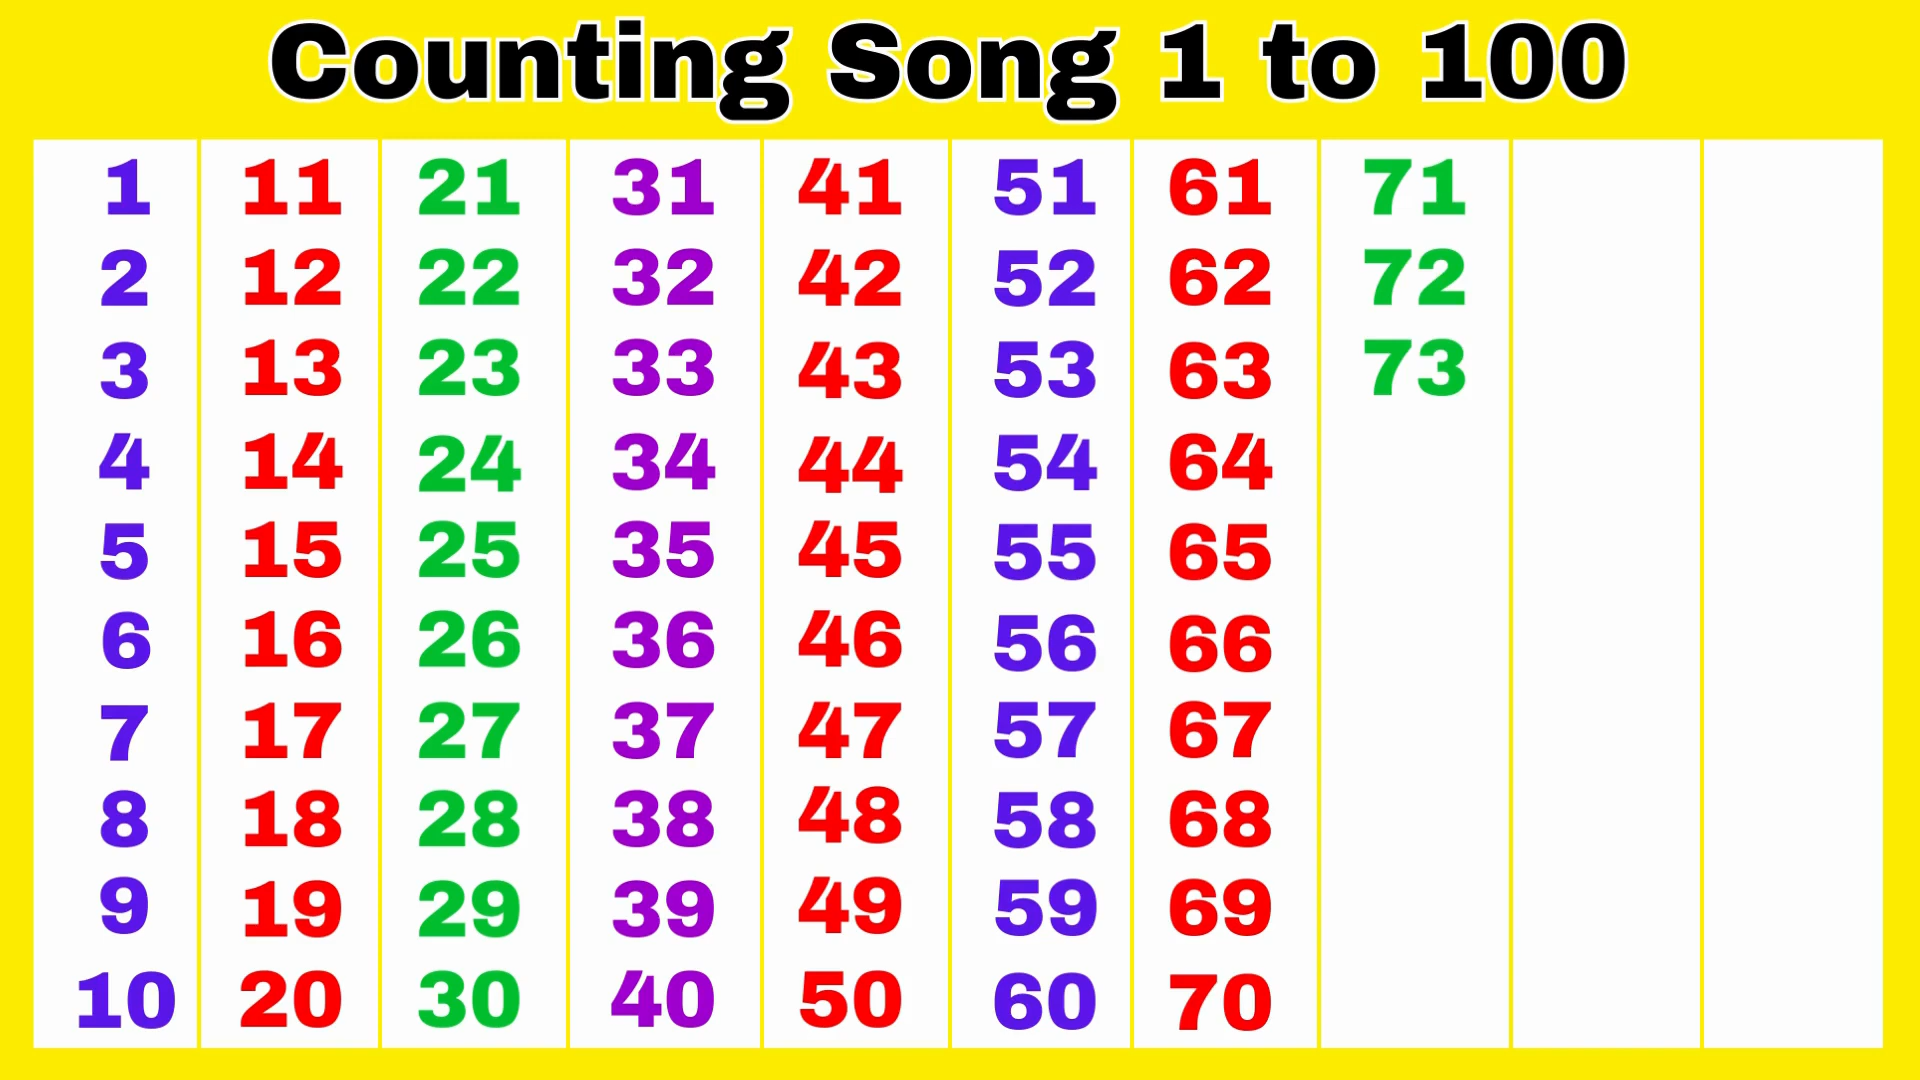 Counting Song 1 to 100
1 11 21 31 41 51 61 71
2 12 22 32 42 52 62 72
3 13 23 33 43 53 63 73
4 14 24 34 44 54 64
5 15 25 35 45 55 65
6 16 26 36 46 56 66
7 17 27 37 47 57 67
8 18 28 38 48 58 68
9 19 29 39 49 59 69
10 20 30 40 50 60 70